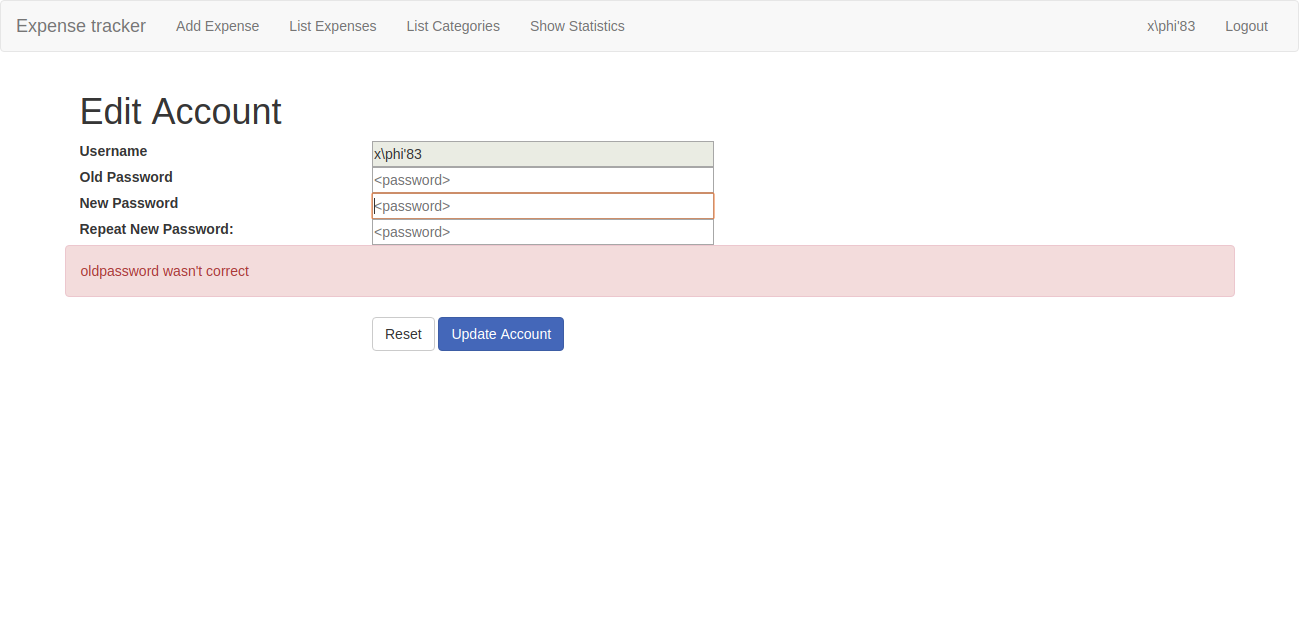 Expense tracker Add Expense List Expenses List Categories Show Statistics x\phi'83 Logout
Edit Account
Username x\phi'83
Old Password <password>
New Password <password>
Repeat New Password: <password>
oldpassword wasn't correct
Reset Update Account